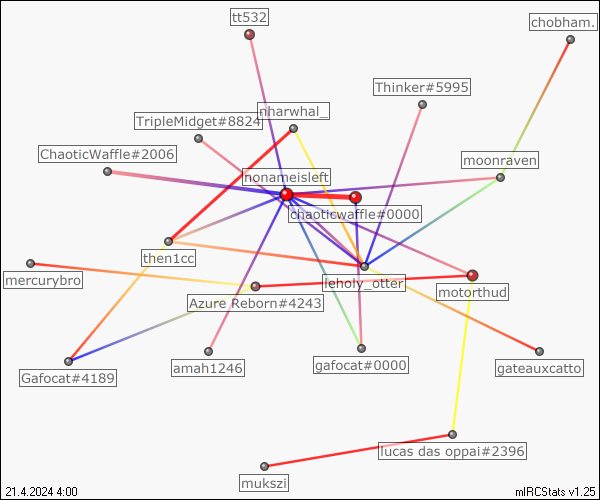 tt532
chobham.
Thinker#5995
nharwhal_
TripleMidget#8824
ChaoticWaffle#2006
moonraven
nonameisleft
chaoticwaffle#0000
then1cc
mercurybro
leholy_otter
motorthud
Azure Reborn#4243
Gafocat#4189
amah1246
gafocat#0000
gateauxcatto
lucas das oppai#2396
mukszi
21.4.2024 4:00
mIRCStats v1.25